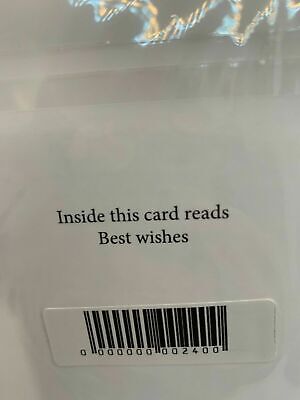 Inside this card reads
Best wishes
0 000000 002400